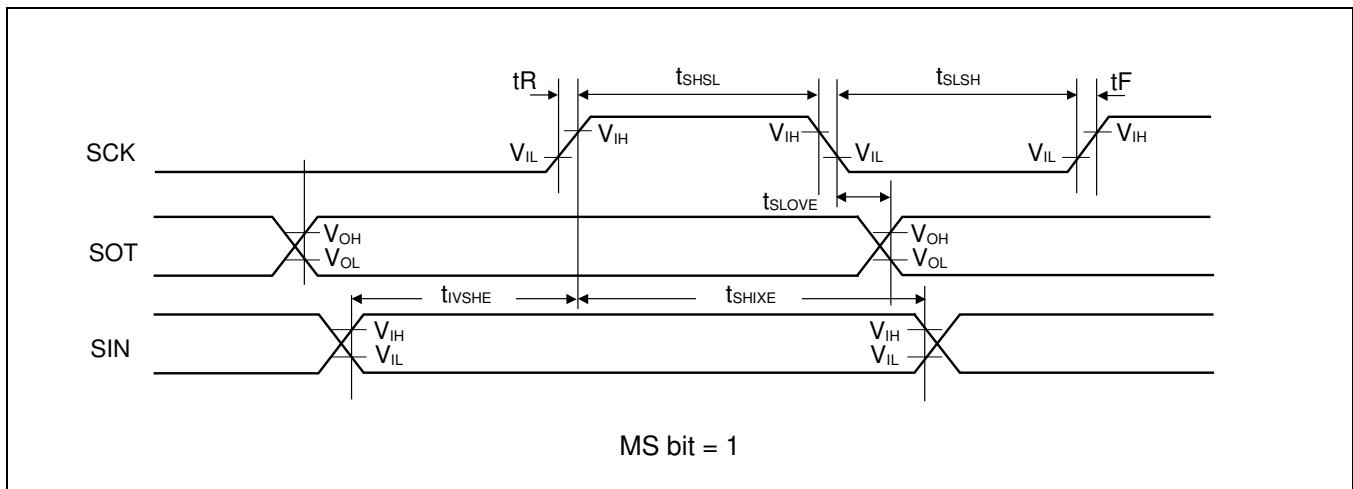 tR
tSHSL
tSLSH
tF
SCK
VIH
VIH
VIH
VIL
VIL
VIL
tSLOVE
SOT
VOH
VOH
VOL
VOL
tIVSHE
tSHIXE
SIN
VIH
VIH
VIL
VIL
MS bit = 1